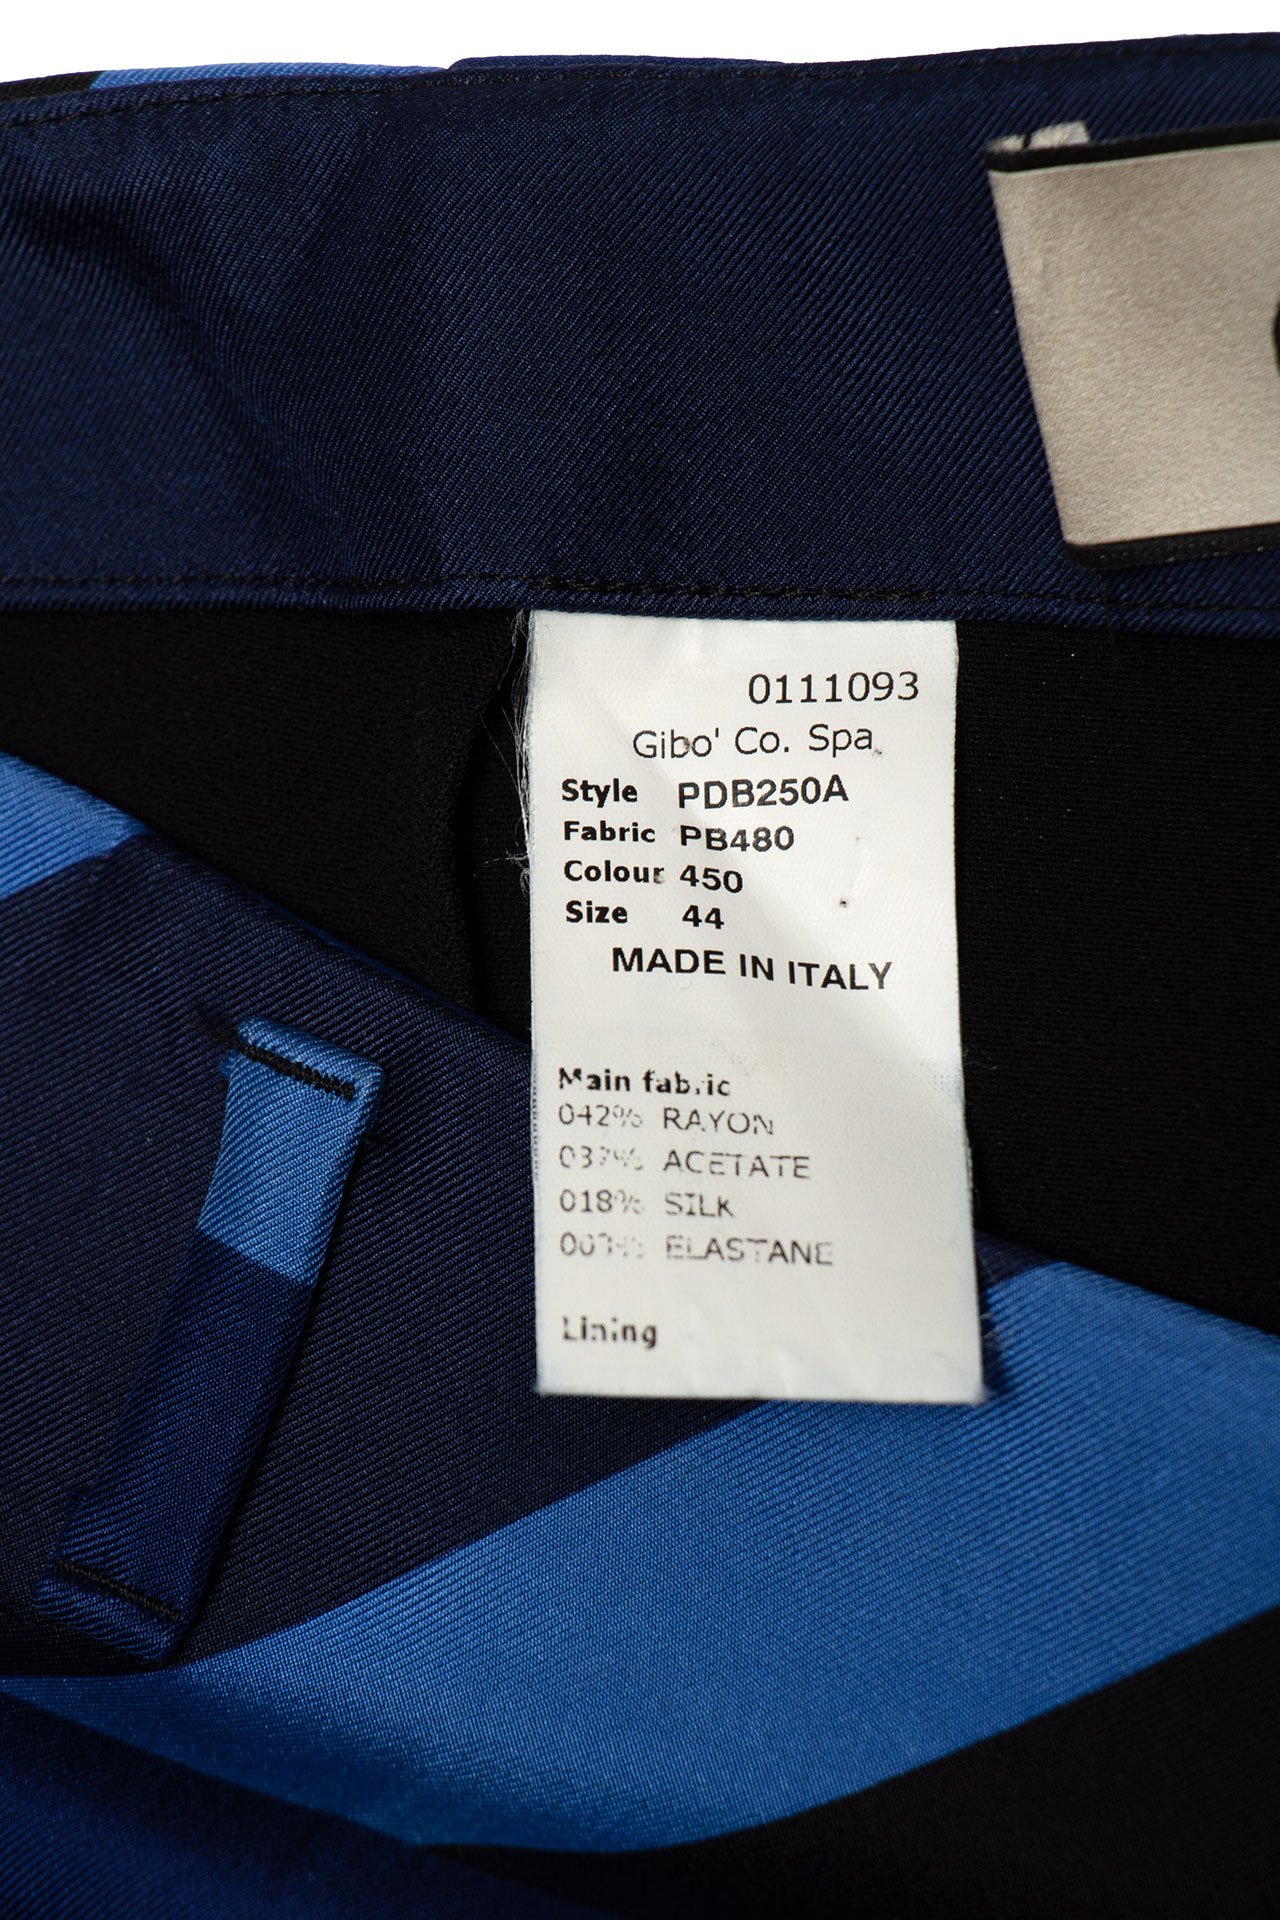 0111093
Gibo' Co. Spa
Style PDB250A
Fabric PB480
Colour 450
Size 44
MADE IN ITALY
Main fabric
042% RAYON
037% ACETATE
018% SILK
ELASTANE
Lining